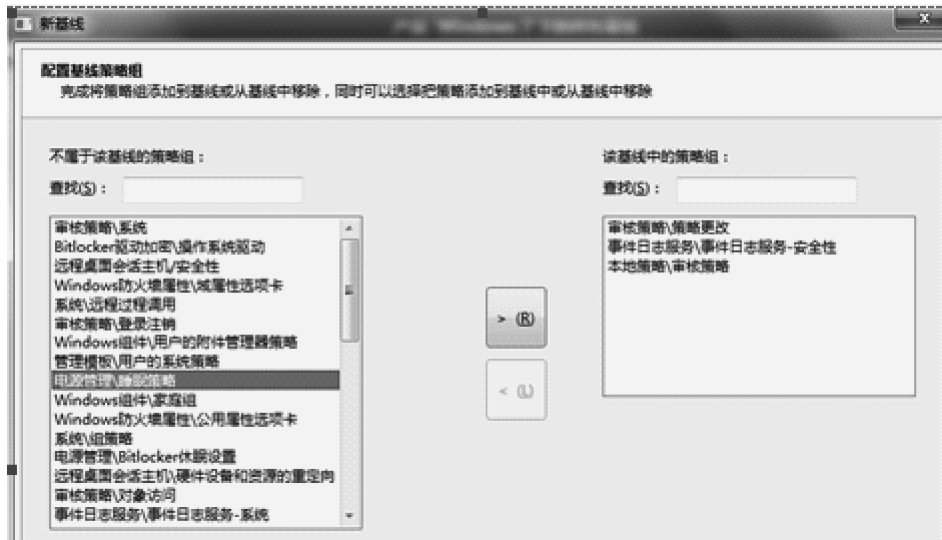 新基线
配置基线策略组
完成将策略组添加到基线或从基线中移除，同时可以选择把策略添加到基线中或从基线中移除
不属于该基线的策略组：
查找(S)：
审核策略\系统
Bitlocker驱动加密\操作系统驱动
远程桌面会话主机/安全性
Windows防火墙属性\域属性选项卡
系统\远程过程调用
审核策略\登录注销
Windows组件\用户的附件管理器策略
管理模板\用户的系统策略
电源管理\睡眠策略
Windows组件\家庭组
Windows防火墙属性\公用属性选项卡
系统\组策略
电源管理\Bitlocker休眠设置
远程桌面会话主机\硬件设备和资源的重定向
审核策略\对象访问
事件日志服务\事件日志服务-系统
> (R)
< (L)
该基线中的策略组：
查找(S)：
审核策略\策略更改
事件日志服务\事件日志服务-安全性
本地策略\审核策略